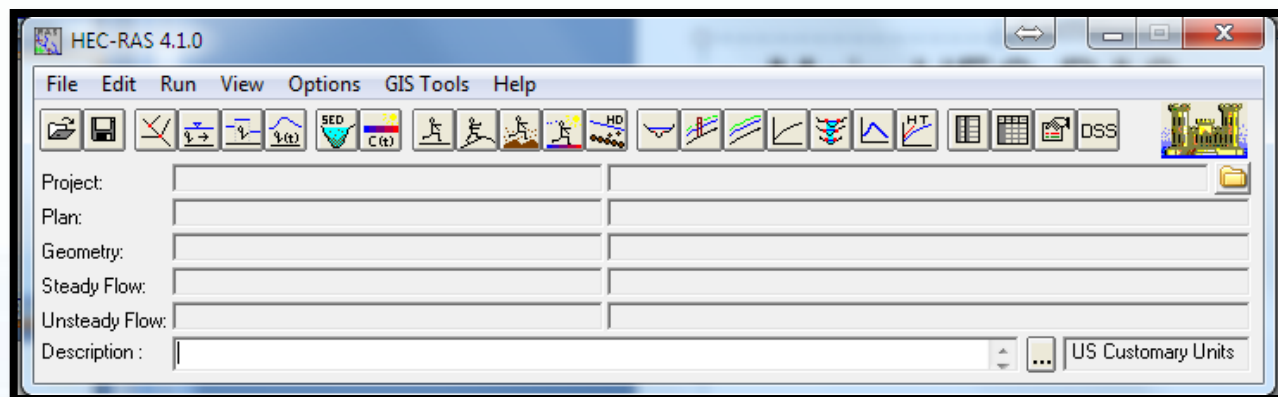 HEC-RAS 4.1.0
File Edit Run View Options GIS Tools Help
SED C(t) HD HT DSS
Project:
Plan:
Geometry:
Steady Flow:
Unsteady Flow:
Description :
... US Customary Units